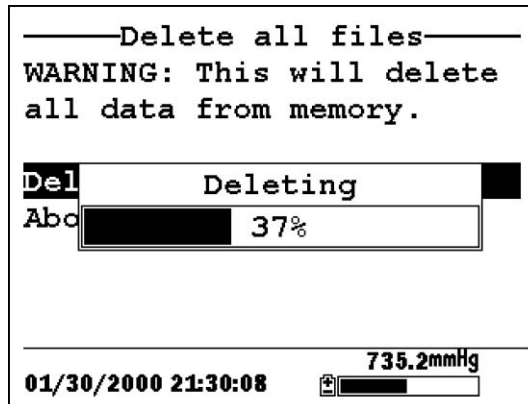 Delete all files
WARNING: This will delete
all data from memory.
Del
Deleting
Abo
37%
735.2mmHg
01/30/2000 21:30:08